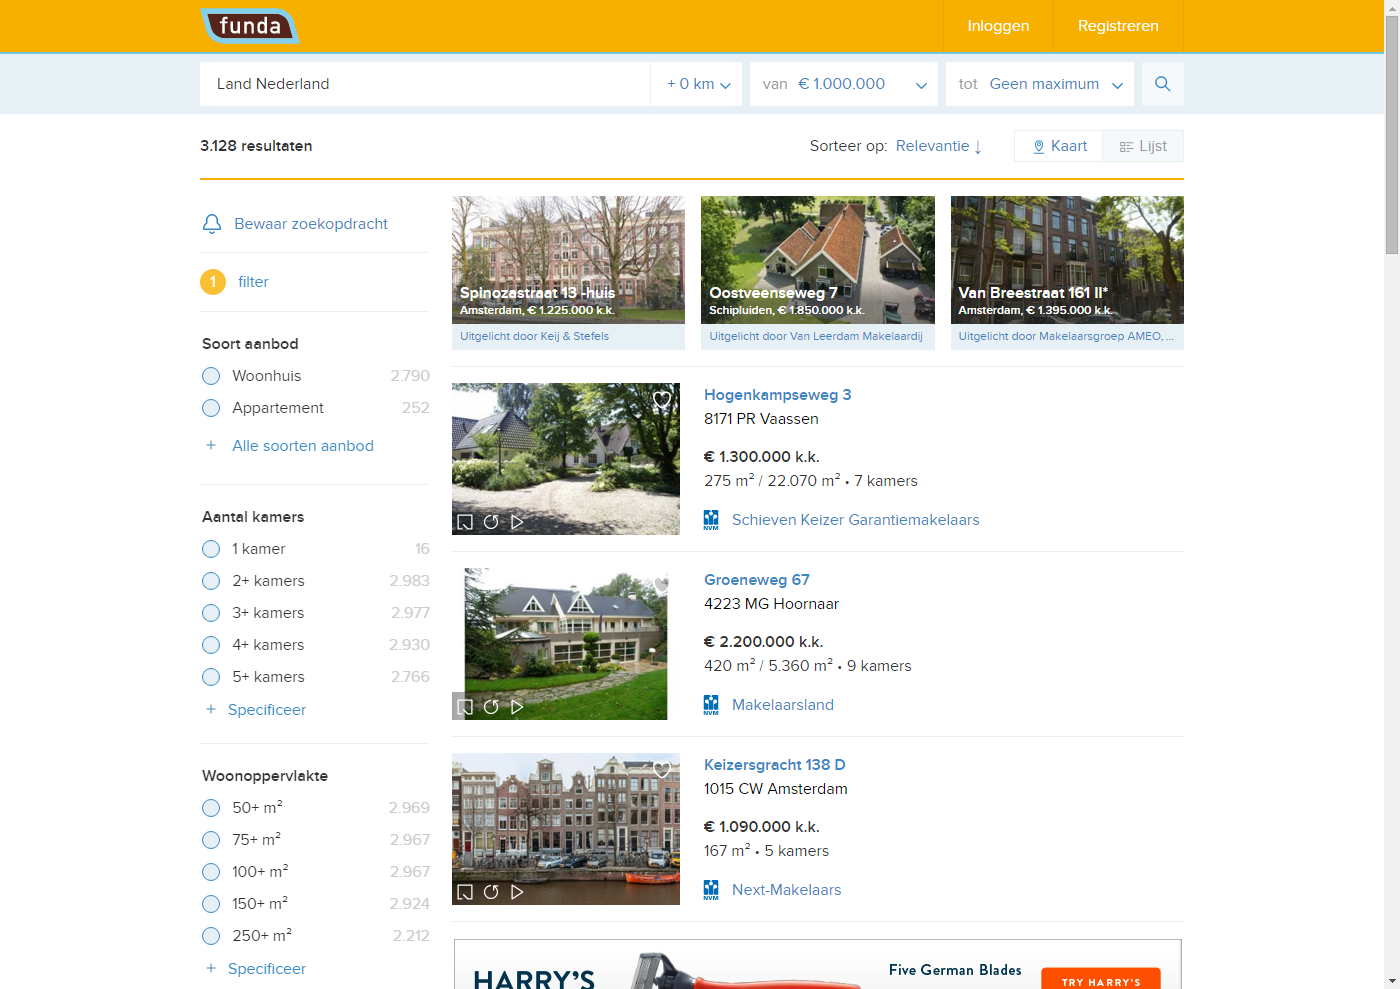 funda
Inloggen
Registreren
Land Nederland
+ 0 km
van € 1.000.000
tot Geen maximum
3.128 resultaten
Sorteer op: Relevantie ↓
Kaart
Lijst
Bewaar zoekopdracht
1 filter
Soort aanbod
Woonhuis 2.790
Appartement 252
+ Alle soorten aanbod
Aantal kamers
1 kamer 16
2+ kamers 2.983
3+ kamers 2.977
4+ kamers 2.930
5+ kamers 2.766
+ Specificeer
Woonoppervlakte
50+ m² 2.969
75+ m² 2.967
100+ m² 2.967
150+ m² 2.924
250+ m² 2.212
+ Specificeer
Spinozastraat 13 -huis
Amsterdam, € 1.225.000 k.k.
Uitgelicht door Keij & Stefels
Oostveenseweg 7
Schipluiden, € 1.850.000 k.k.
Uitgelicht door Van Leerdam Makelaardij
Van Breestraat 161 II*
Amsterdam, € 1.395.000 k.k.
Uitgelicht door Makelaarsgroep AMEO, ...
Hogenkampseweg 3
8171 PR Vaassen
€ 1.300.000 k.k.
275 m² / 22.070 m² • 7 kamers
NVM Schieven Keizer Garantiemakelaars
Groeneweg 67
4223 MG Hoornaar
€ 2.200.000 k.k.
420 m² / 5.360 m² • 9 kamers
NVM Makelaarsland
Keizersgracht 138 D
1015 CW Amsterdam
€ 1.090.000 k.k.
167 m² • 5 kamers
NVM Next-Makelaars
HARRY'S
Five German Blades
TRY HARRY'S